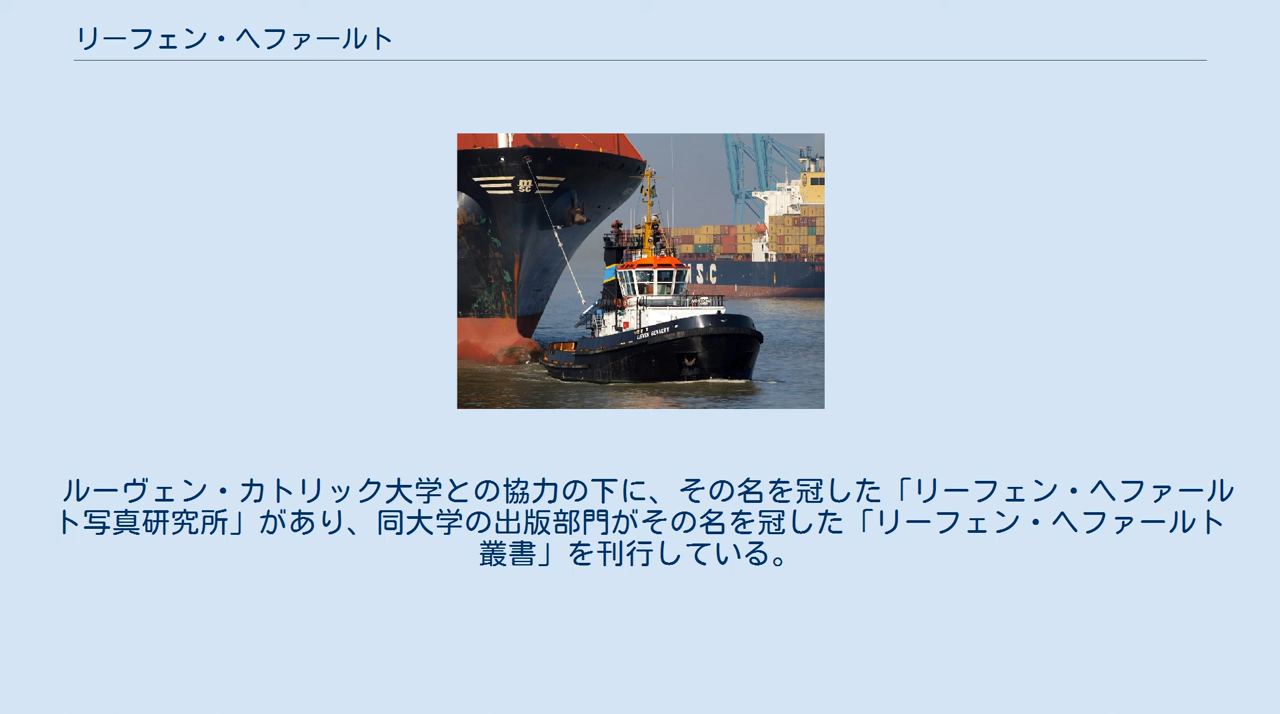 リーフェン・ヘファールト
msc
MSC
LIEVEN GEVAERT
ルーヴェン・カトリック大学との協力の下に、その名を冠した「リーフェン・ヘファール
ト写真研究所」があり、同大学の出版部門がその名を冠した「リーフェン・ヘファールト
叢書」を刊行している。